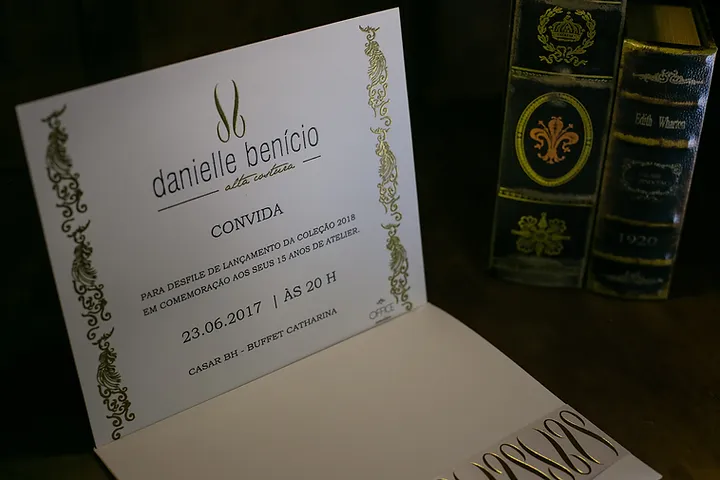 danielle benício
alta costura
CONVIDA
PARA DESFILE DE LANÇAMENTO DA COLEÇÃO 2018
EM COMEMORAÇÃO AOS SEUS 15 ANOS DE ATELIER.
23.06.2017 | ÀS 20 H
CASAR BH - BUFFET CATHARINA
OFFICE
Edith Wharton
1920